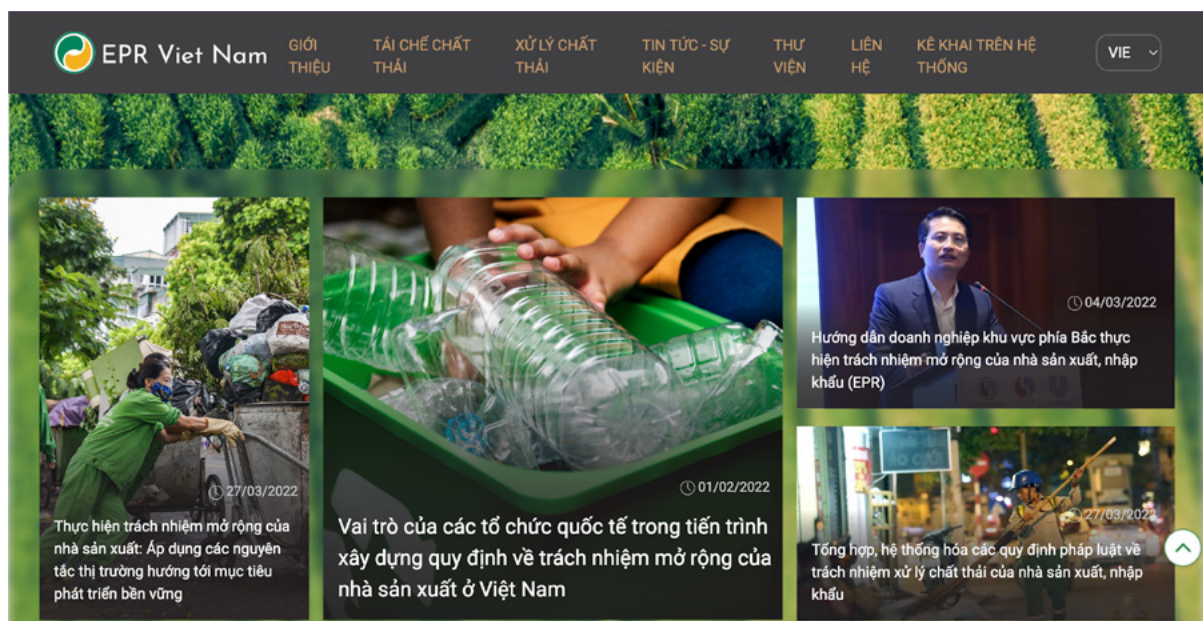 EPR Viet Nam
GIỚI
THIỆU
TÁI CHẾ CHẤT
THẢI
XỬ LÝ CHẤT
THẢI
TIN TỨC - SỰ
KIỆN
THƯ
VIỆN
LIÊN
HỆ
KÊ KHAI TRÊN HỆ
THỐNG
VIE
27/03/2022
Thực hiện trách nhiệm mở rộng của
nhà sản xuất: Áp dụng các nguyên
tắc thị trường hướng tới mục tiêu
phát triển bền vững
01/02/2022
Vai trò của các tổ chức quốc tế trong tiến trình
xây dựng quy định về trách nhiệm mở rộng của
nhà sản xuất ở Việt Nam
04/03/2022
Hướng dẫn doanh nghiệp khu vực phía Bắc thực
hiện trách nhiệm mở rộng của nhà sản xuất, nhập
khẩu (EPR)
27/03/2022
Tổng hợp, hệ thống hóa các quy định pháp luật về
trách nhiệm xử lý chất thải của nhà sản xuất, nhập
khẩu